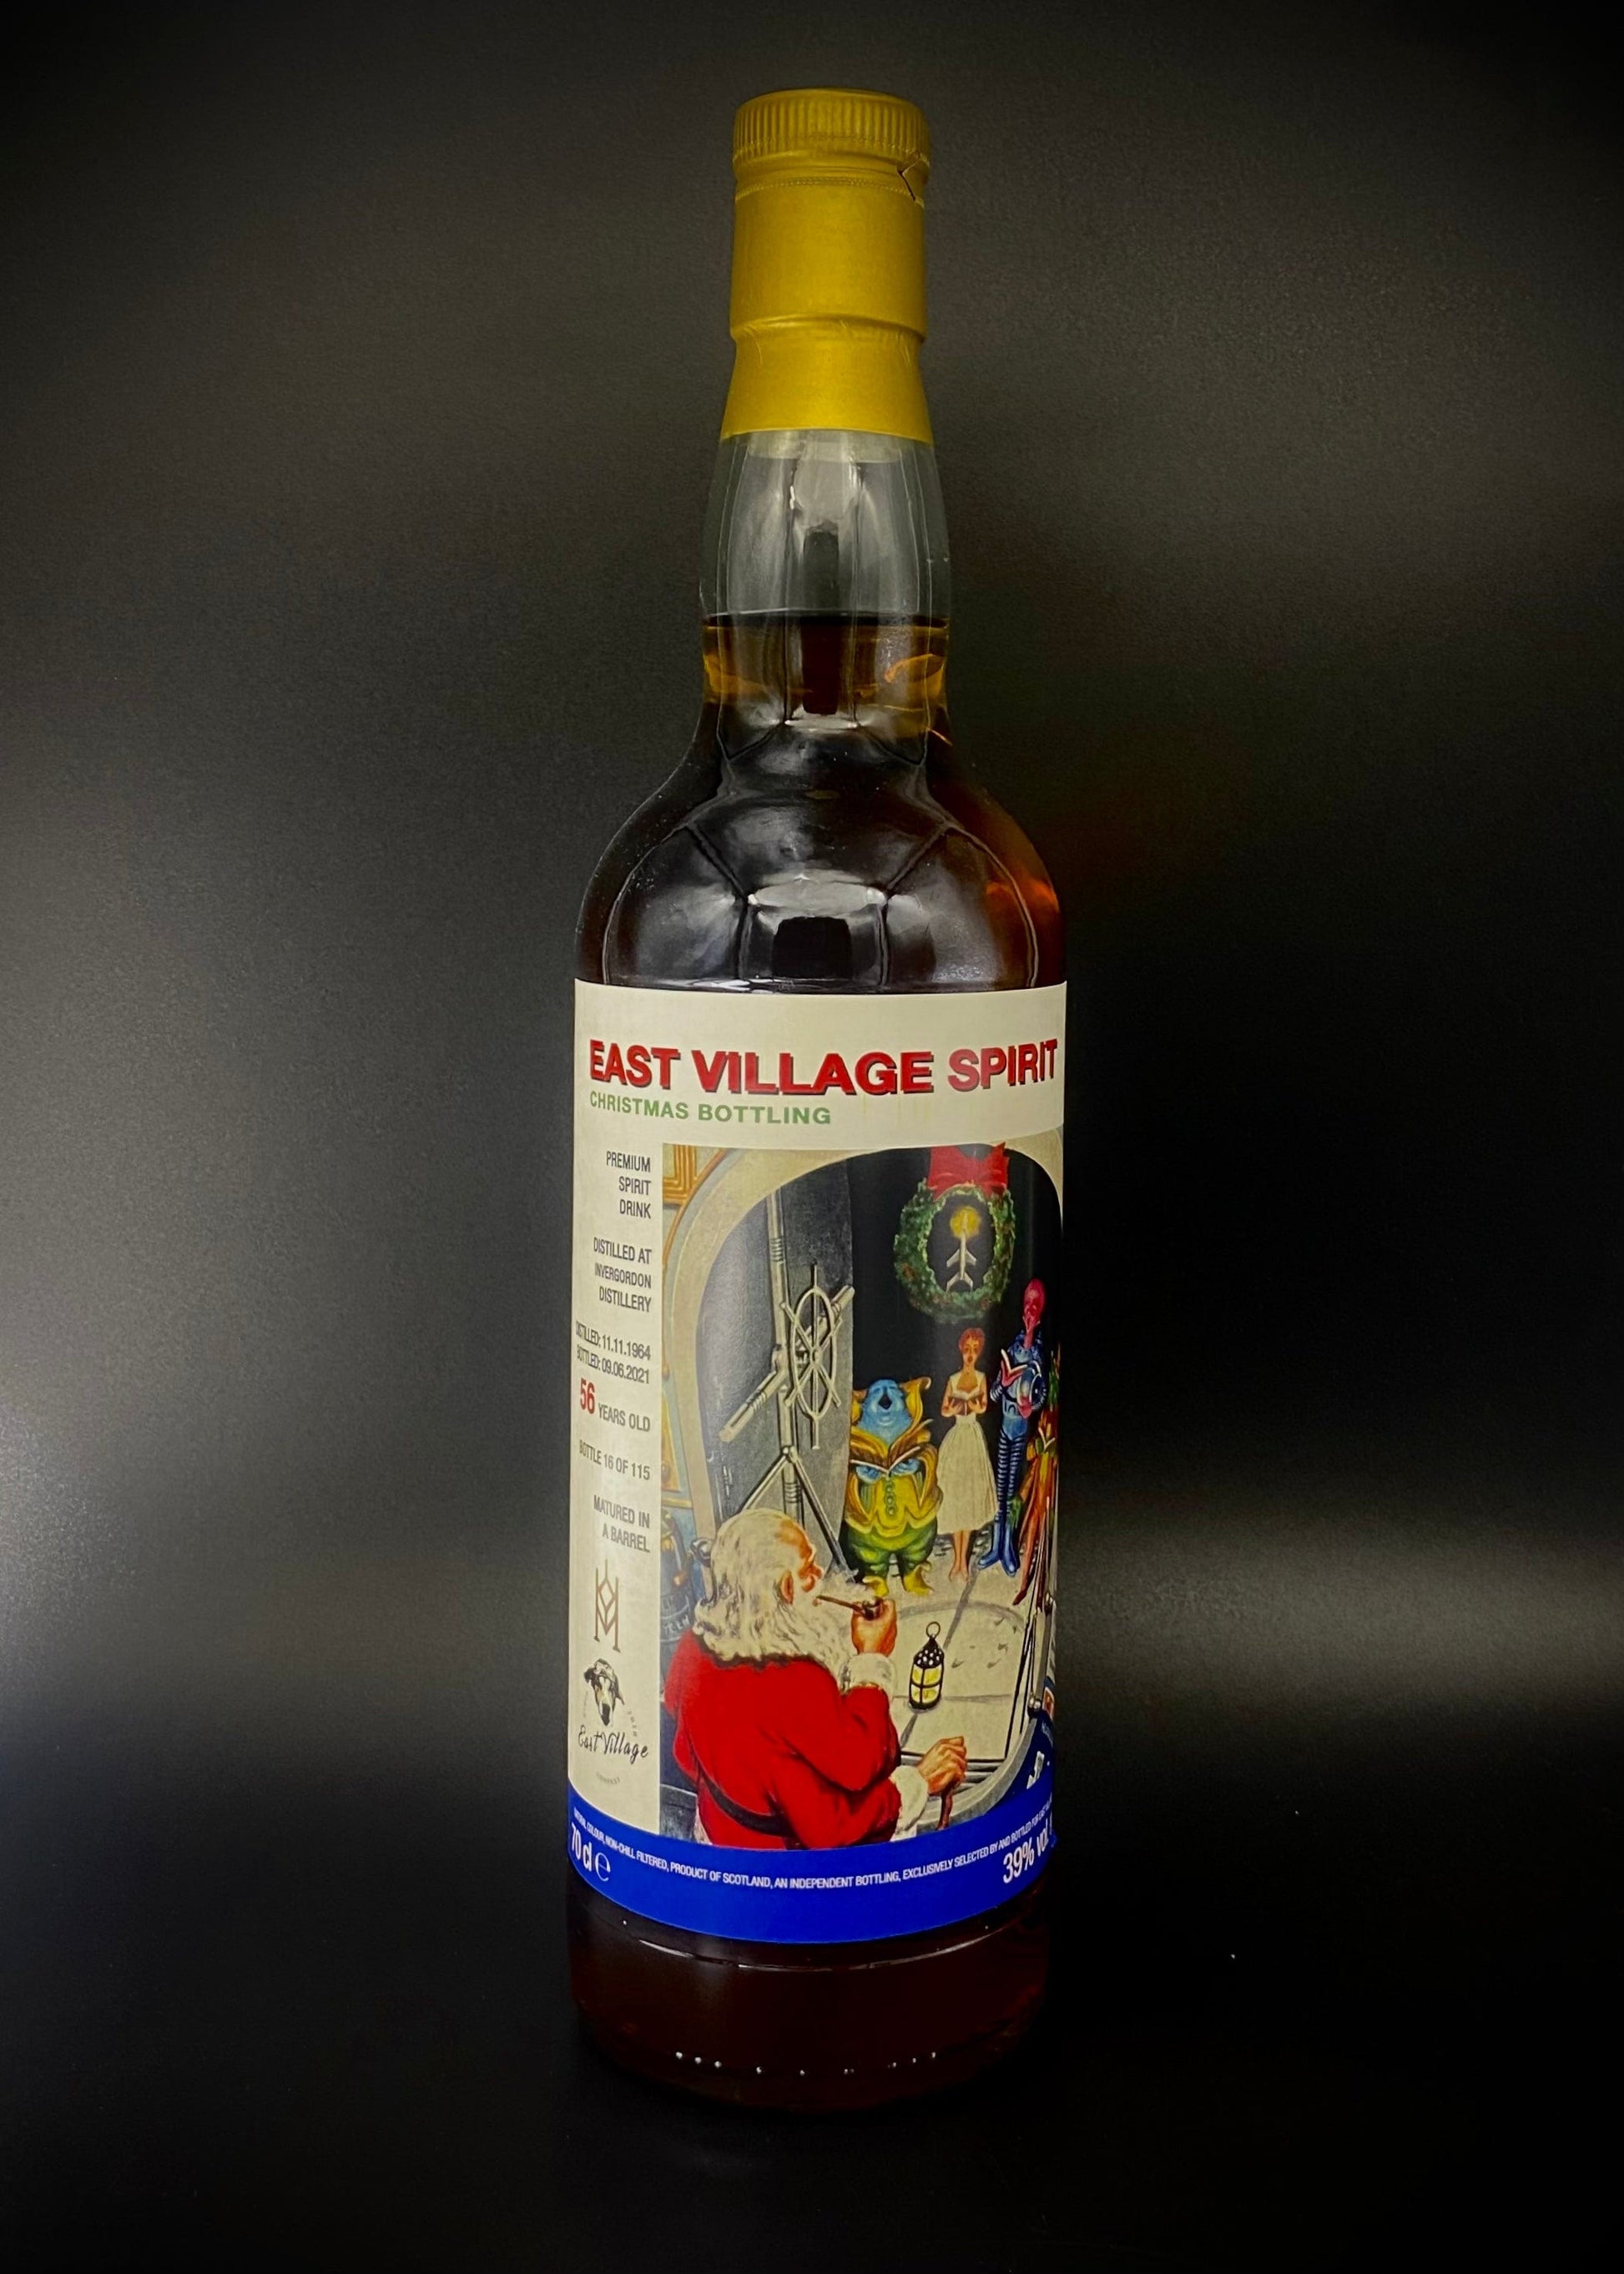 EAST VILLAGE SPIRIT
CHRISTMAS BOTTLING
PREMIUM
SPIRIT
DRINK
DISTILLED AT
INVERGORDON
DISTILLERY
DISTILLED: 11.11.1964
BOTTLED: 09.06.2021
56 YEARS OLD
BOTTLE 16 OF 115
MATURED IN
A BARREL
East Village
NATURAL COLOUR, NON-CHILL FILTERED, PRODUCT OF SCOTLAND, AN INDEPENDENT BOTTLING, EXCLUSIVELY SELECTED BY AND BOTTLED FOR EAST
70 cl e
39% vol